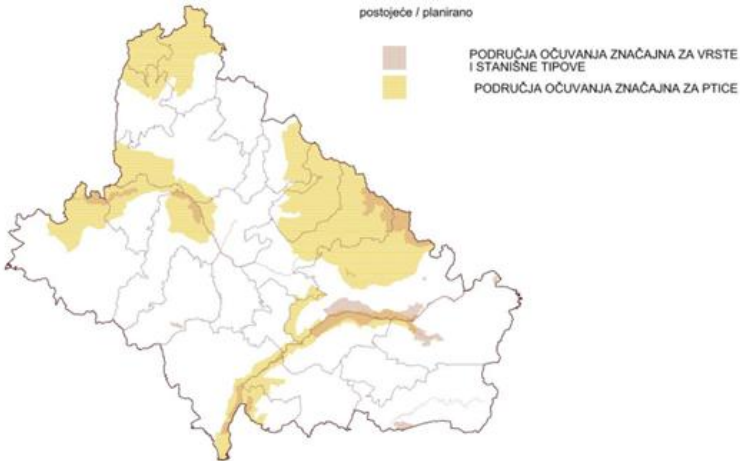 postojeće / planirano
PODRUČJA OČUVANJA ZNAČAJNA ZA VRSTE
I STANIŠNE TIPOVE
PODRUČJA OČUVANJA ZNAČAJNA ZA PTICE